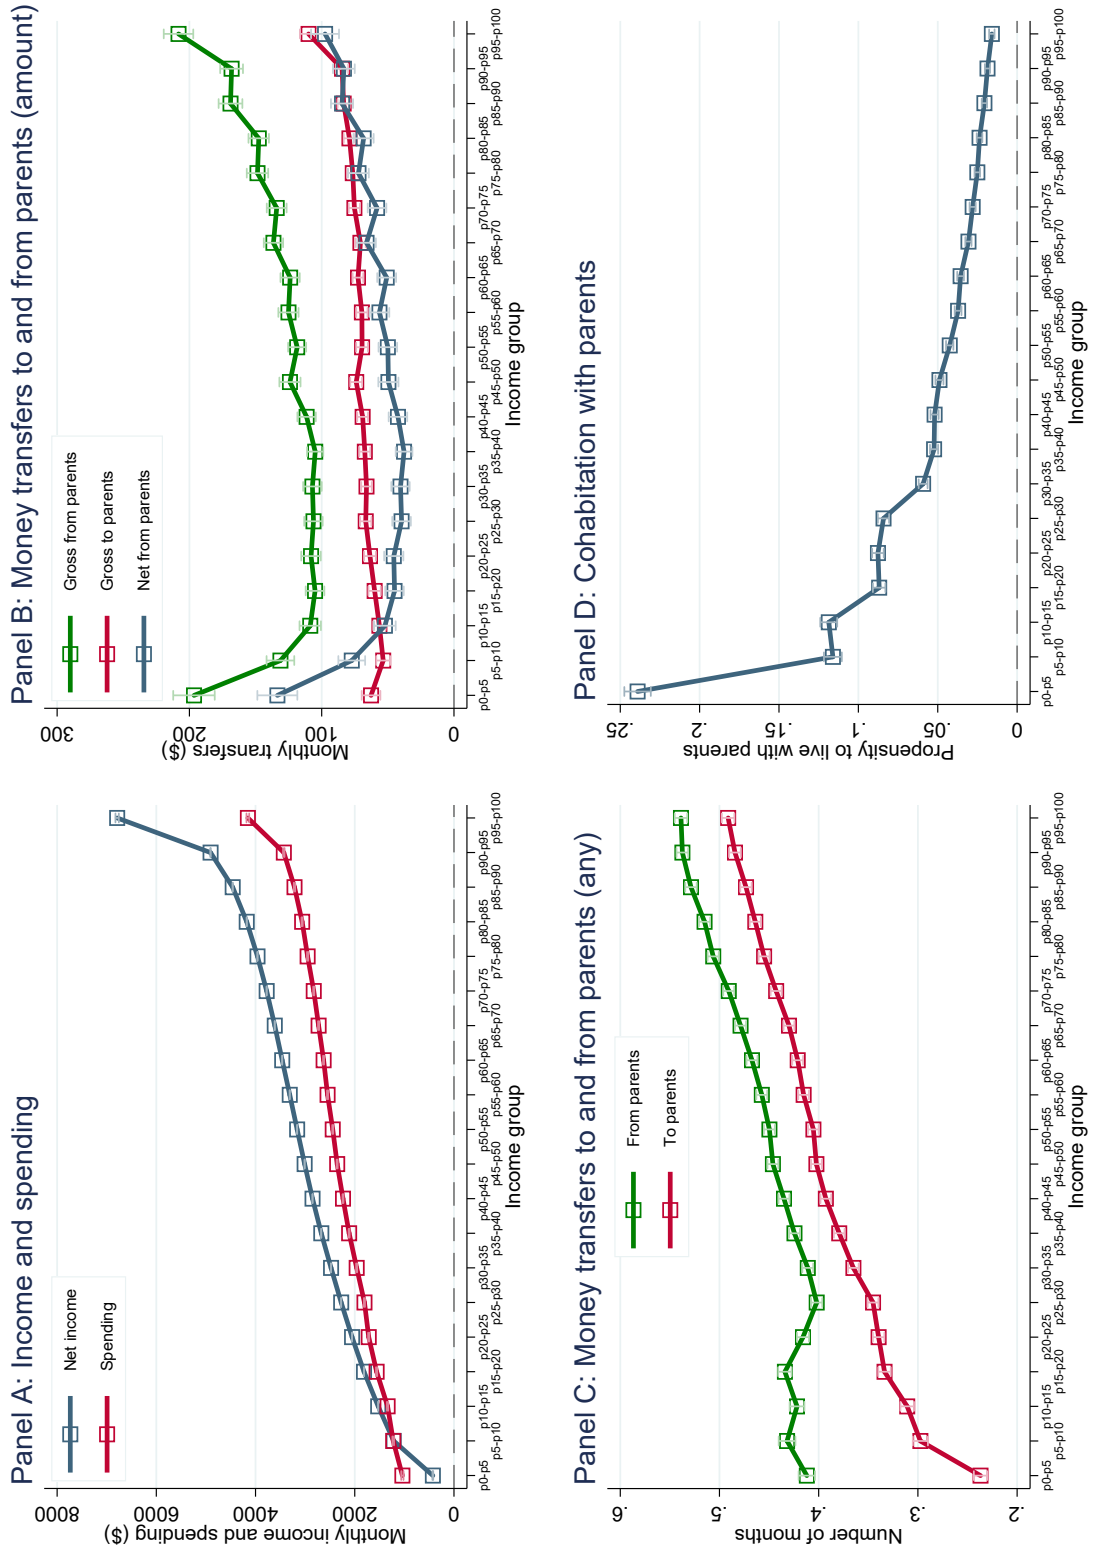 Panel A: Income and spending
Net income
Spending
Monthly income and spending ($)
8000
6000
4000
2000
0
p0-p5 p5-p10 p10-p15 p15-p20 p20-p25 p25-p30 p30-p35 p35-p40 p40-p45 p45-p50 p50-p55 p55-p60 p60-p65 p65-p70 p70-p75 p75-p80 p80-p85 p85-p90 p90-p95 p95-p100
Income group
Panel B: Money transfers to and from parents (amount)
Gross from parents
Gross to parents
Net from parents
Monthly transfers ($)
300
200
100
0
p0-p5 p5-p10 p10-p15 p15-p20 p20-p25 p25-p30 p30-p35 p35-p40 p40-p45 p45-p50 p50-p55 p55-p60 p60-p65 p65-p70 p70-p75 p75-p80 p80-p85 p85-p90 p90-p95 p95-p100
Income group
Panel C: Money transfers to and from parents (any)
From parents
To parents
Number of months
.6
.5
.4
.3
.2
p0-p5 p5-p10 p10-p15 p15-p20 p20-p25 p25-p30 p30-p35 p35-p40 p40-p45 p45-p50 p50-p55 p55-p60 p60-p65 p65-p70 p70-p75 p75-p80 p80-p85 p85-p90 p90-p95 p95-p100
Income group
Panel D: Cohabitation with parents
Propensity to live with parents
.25
.2
.15
.1
.05
0
p0-p5 p5-p10 p10-p15 p15-p20 p20-p25 p25-p30 p30-p35 p35-p40 p40-p45 p45-p50 p50-p55 p55-p60 p60-p65 p65-p70 p70-p75 p75-p80 p80-p85 p85-p90 p90-p95 p95-p100
Income group